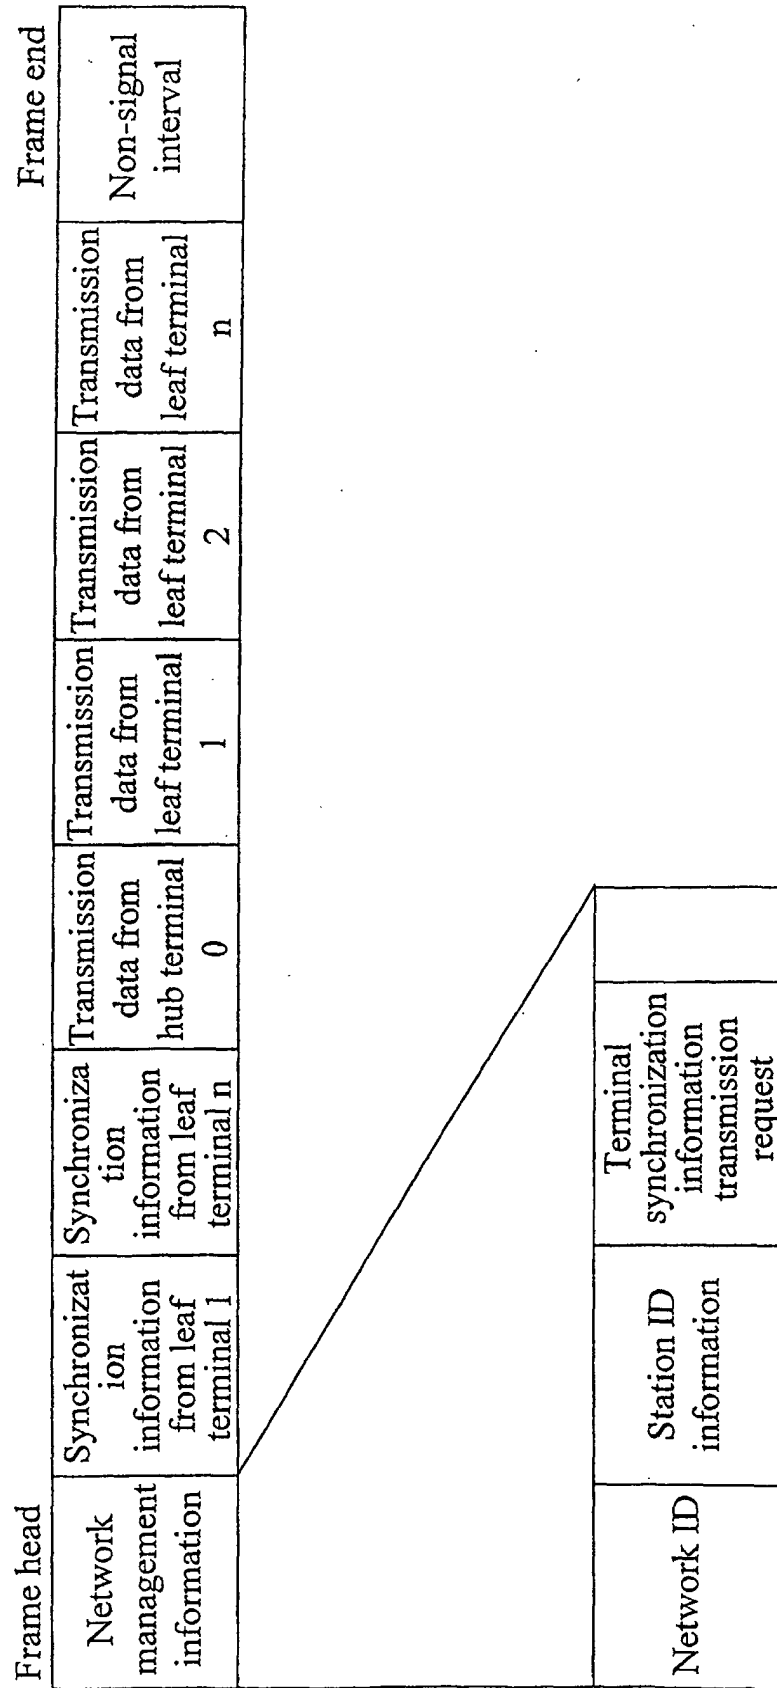 Frame head
Frame end
Network
management
information
Synchronizat
ion
information
from leaf
terminal 1
Synchroniza
tion
information
from leaf
terminal n
Transmission
data from
hub terminal
0
Transmission
data from
leaf terminal
1
Transmission
data from
leaf terminal
2
Transmission
data from
leaf terminal
n
Non-signal
interval
Network ID
Station ID
information
Terminal
synchronization
information
transmission
request